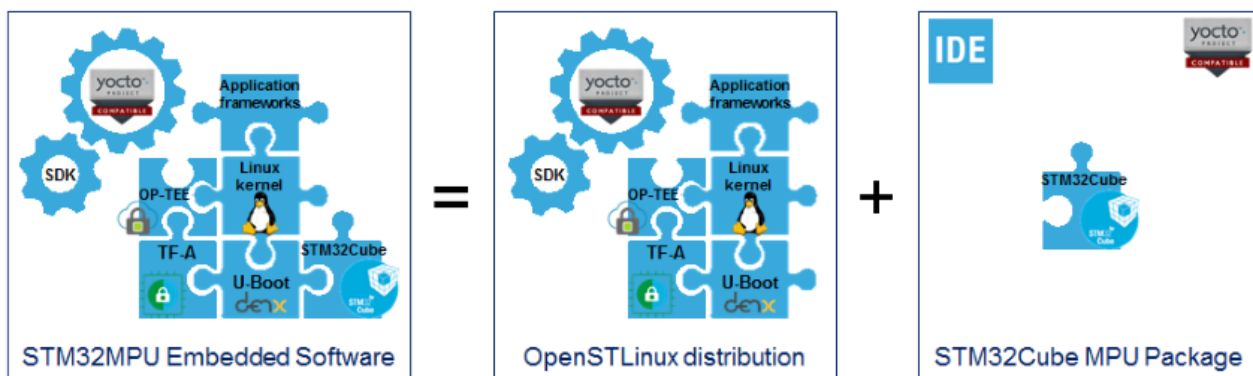 yocto
PROJECT
COMPATIBLE
Application
frameworks
SDK
OP-TEE
Linux
kernel
TF-A
U-Boot
denx
STM32Cube
STM32
Cube
STM32MPU Embedded Software
=
yocto
PROJECT
COMPATIBLE
Application
frameworks
SDK
OP-TEE
Linux
kernel
TF-A
U-Boot
denx
OpenSTLinux distribution
+
IDE
yocto
PROJECT
COMPATIBLE
STM32Cube
STM32
Cube
STM32Cube MPU Package